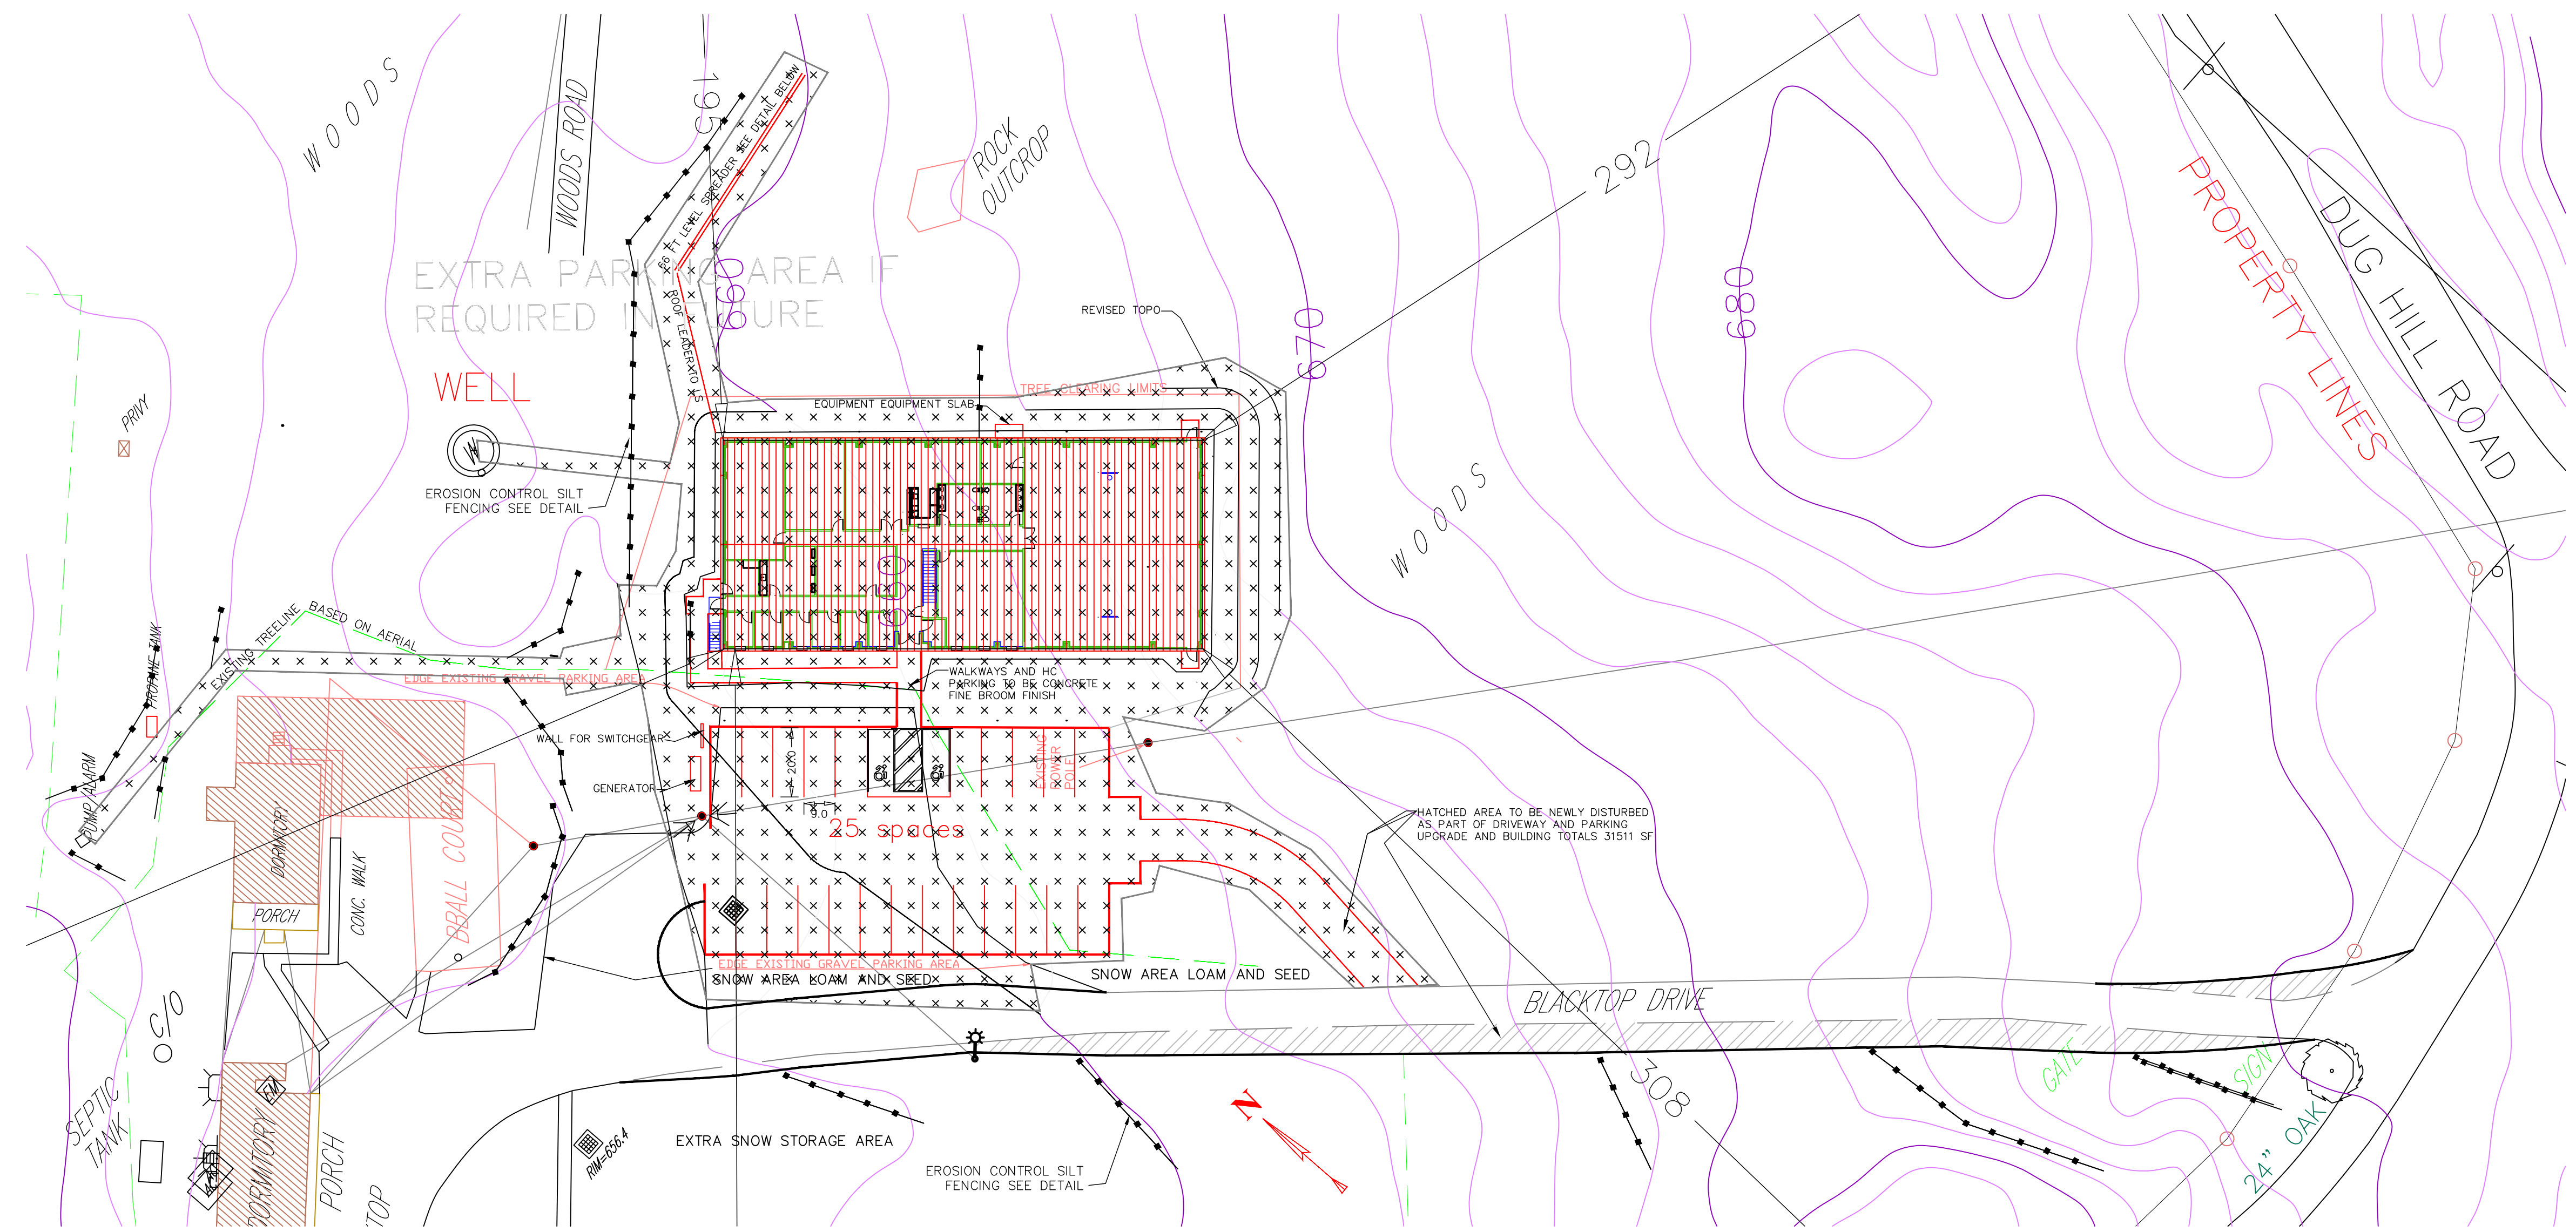 WOODS
WOODS ROAD
195
66 FT LEVEL SPREADER SEE DETAIL BELOW
ROCK
OUTCROP
292
PROPERTY LINES
DUG HILL ROAD
EXTRA PARKING AREA IF
REQUIRED IN FUTURE
660
ROOF LEADER TO LS
670
680
REVISED TOPO
WELL
W
PRIVY
TREE CLEARING LIMITS
EQUIPMENT EQUIPMENT SLAB
EROSION CONTROL SILT
FENCING SEE DETAIL
WOODS
EXISTING TREELINE BASED ON AERIAL
PROPANE TANK
EDGE EXISTING GRAVEL PARKING AREA
WALKWAYS AND HC
PARKING TO BE CONCRETE
FINE BROOM FINISH
WALL FOR SWITCHGEAR
GENERATOR
20.0
9.0
EXISTING
POWER
POLE
25 spaces
PUMP ALARM
DORMITORY
PORCH
CONC. WALK
BBALL COURT
HATCHED AREA TO BE NEWLY DISTURBED
AS PART OF DRIVEWAY AND PARKING
UPGRADE AND BUILDING TOTALS 31511 SF
EDGE EXISTING GRAVEL PARKING AREA
SNOW AREA LOAM AND SEED
SNOW AREA LOAM AND SEED
BLACKTOP DRIVE
C/O
SEPTIC
TANK
EM
DORMITORY
PORCH
TOP
RIM=656.4
EXTRA SNOW STORAGE AREA
EROSION CONTROL SILT
FENCING SEE DETAIL
N
308
GATE
SIGN
24" OAK